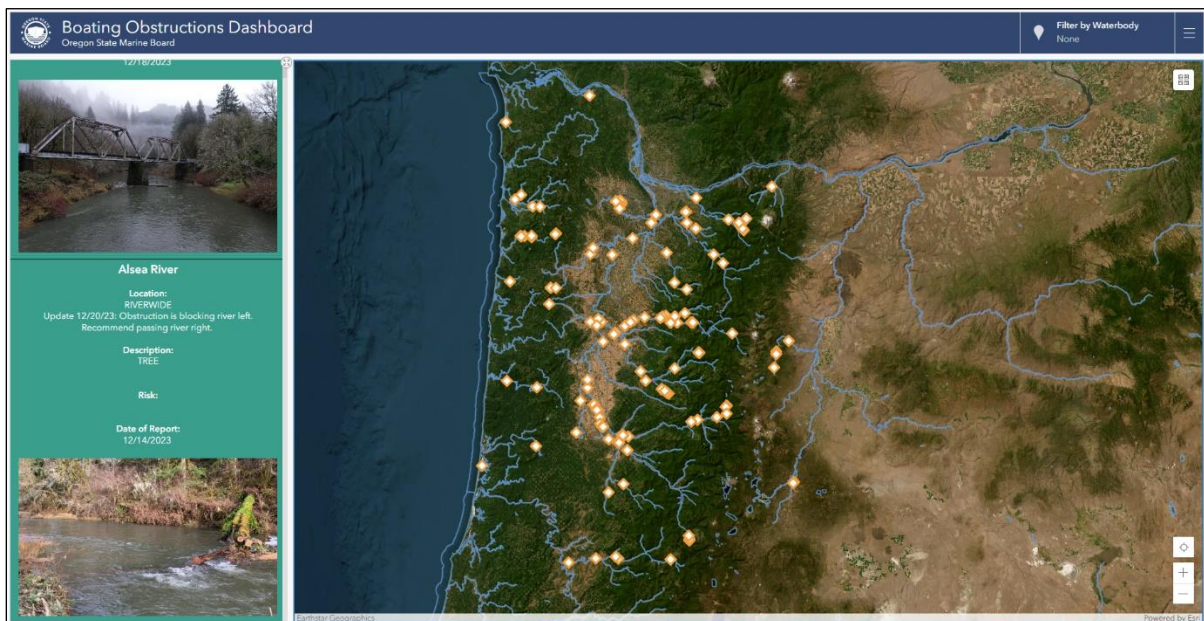 Boating Obstructions Dashboard
Oregon State Marine Board
Filter by Waterbody
None
12/18/2023
Alsea River
Location:
RIVERWIDE
Update 12/20/23: Obstruction is blocking river left.
Recommend passing river right.
Description:
TREE
Risk:
Date of Report:
12/14/2023
Earthstar Geographics
Powered by Esri